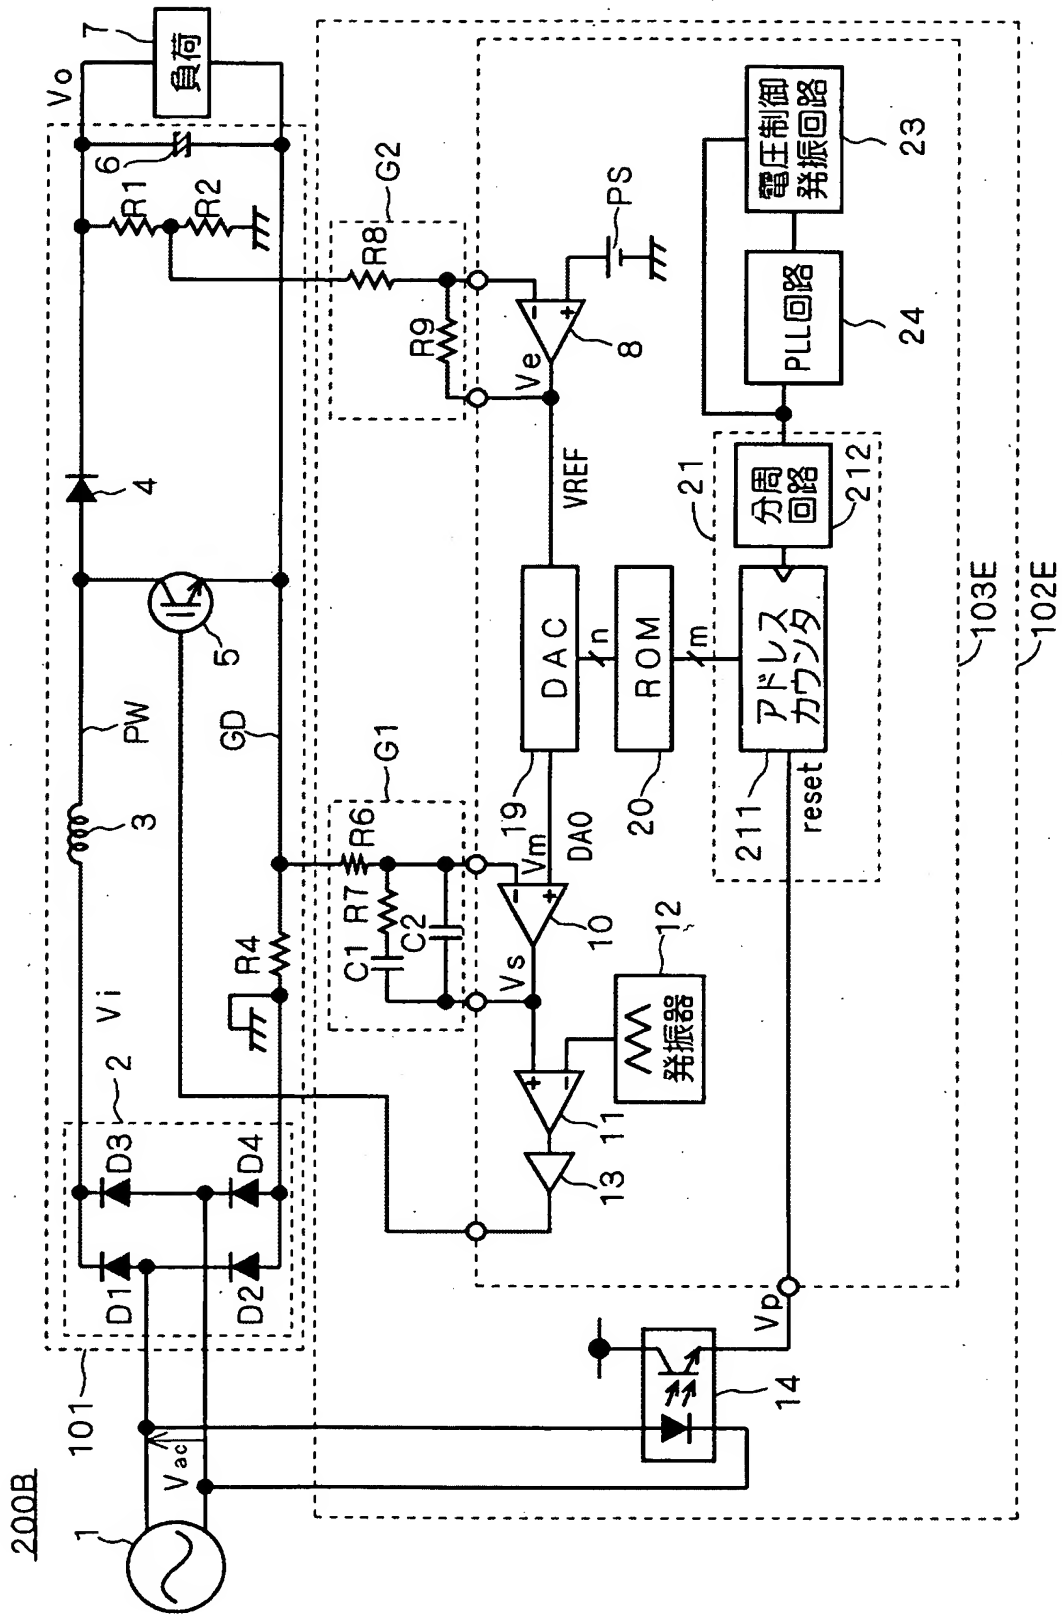 200B
1
Vac
101
D1
D3
D2
D4
2
Vi
R4
3
PW
GD
5
4
R1
R2
6
Vo
7
負荷
G1
R6
R7
C1
C2
G2
R8
R9
PS
8
Ve
VREF
DAC
19
n
ROM
20
m
Vm
DAO
10
Vs
11
13
12
発振器
21
アドレス
カウンタ
211
reset
分周
回路
212
PLL回路
24
電圧制御
発振回路
23
14
Vp
103E
102E